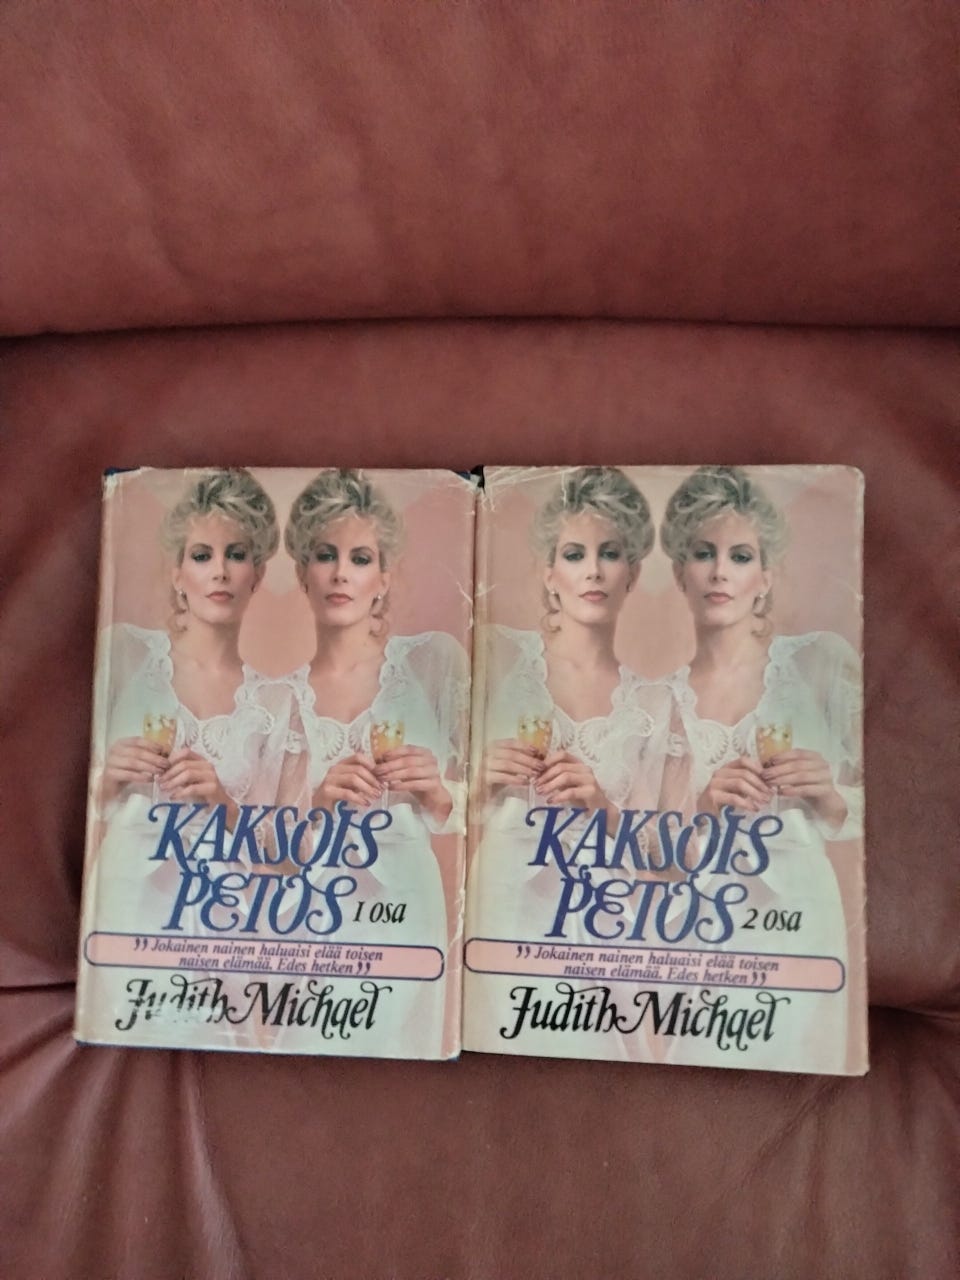 KAKSOIS
PETOS 1 osa
”Jokainen nainen haluaisi elää toisen
naisen elämää. Edes hetken”
Judith Michael
KAKSOIS
PETOS 2 osa
”Jokainen nainen haluaisi elää toisen
naisen elämää. Edes hetken”
Judith Michael